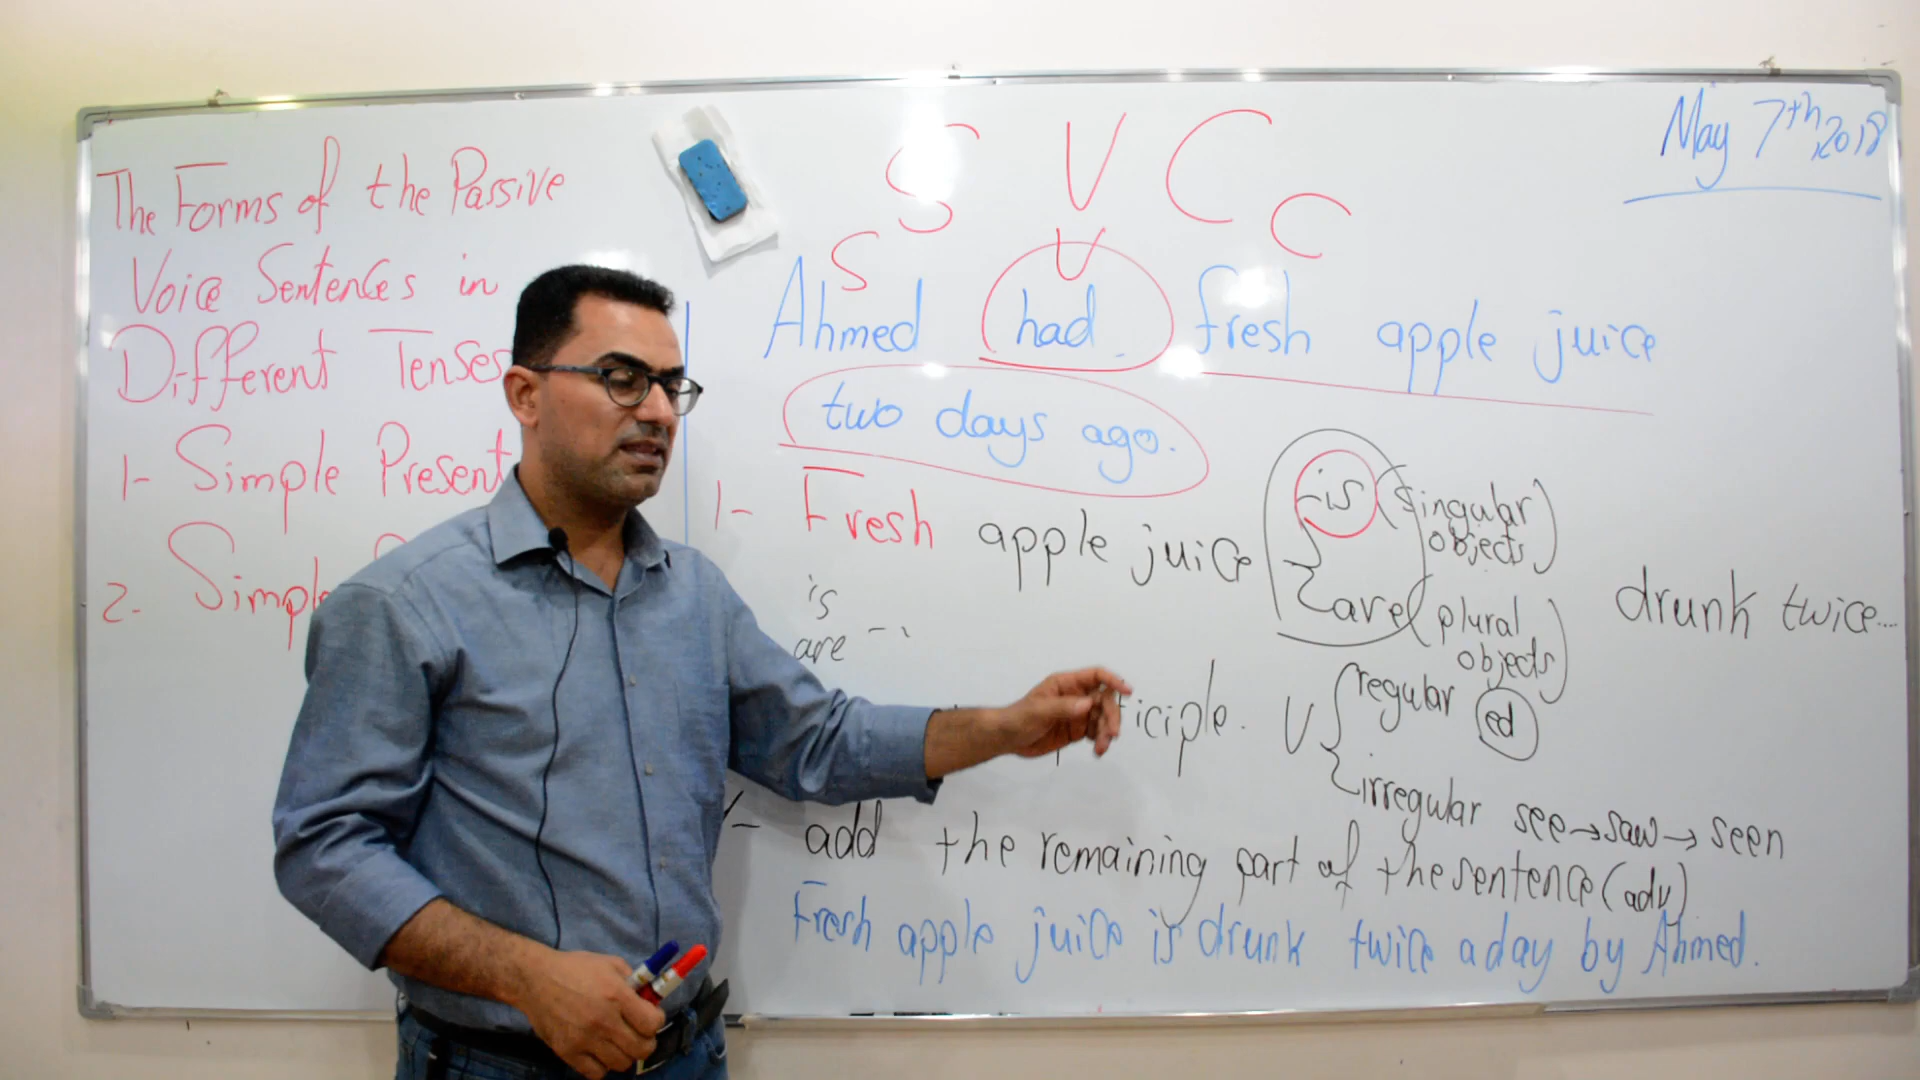 The Forms of the Passive
Voice Sentences in
Different Tenses
1- Simple Present
2- Simple
May 7th, 2018
S V C
S V C
Ahmed had fresh apple juice
two days ago.
1- Fresh apple juice
is (singular
objects)
are (plural
objects)
drunk twice....
is
are
V
regular ed
irregular see→saw→seen
add the remaining part of the sentence (adv)
Fresh apple juice is drunk twice a day by Ahmed.